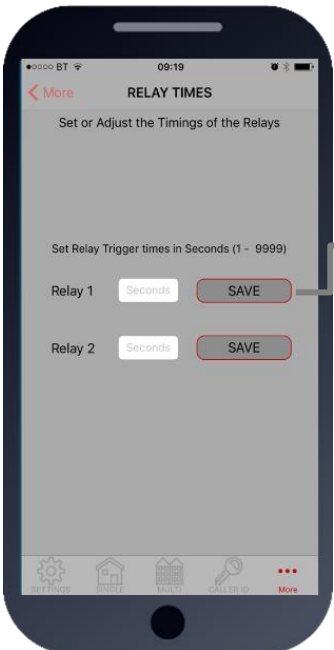 ●○○○○ BT 09:19
More RELAY TIMES
Set or Adjust the Timings of the Relays
Set Relay Trigger times in Seconds (1 - 9999)
Relay 1 Seconds SAVE
Relay 2 Seconds SAVE
SETTINGS SINGLE MULTI CALLER ID More